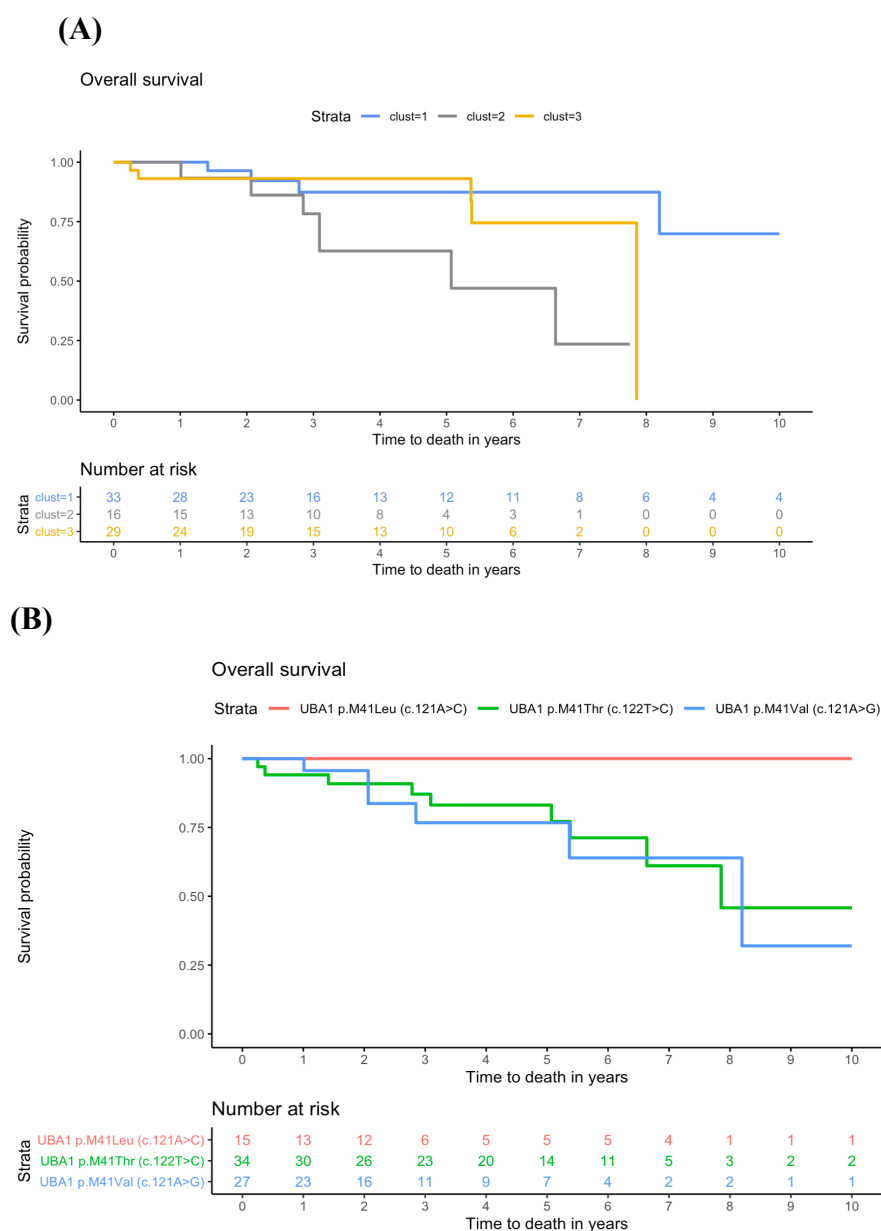 (A)
Overall survival
Strata clust=1 clust=2 clust=3
1.00
0.75
0.50
0.25
0.00
Survival probability
0 1 2 3 4 5 6 7 8 9 10
Time to death in years
Number at risk
Strata
clust=1 33 28 23 16 13 12 11 8 6 4 4
clust=2 16 15 13 10 8 4 3 1 0 0 0
clust=3 29 24 19 15 13 10 6 2 0 0 0
0 1 2 3 4 5 6 7 8 9 10
Time to death in years
(B)
Overall survival
Strata UBA1 p.M41Leu (c.121A>C) UBA1 p.M41Thr (c.122T>C) UBA1 p.M41Val (c.121A>G)
1.00
0.75
0.50
0.25
0.00
Survival probability
0 1 2 3 4 5 6 7 8 9 10
Time to death in years
Number at risk
Strata
UBA1 p.M41Leu (c.121A>C) 15 13 12 6 5 5 5 4 1 1 1
UBA1 p.M41Thr (c.122T>C) 34 30 26 23 20 14 11 5 3 2 2
UBA1 p.M41Val (c.121A>G) 27 23 16 11 9 7 4 2 2 1 1
0 1 2 3 4 5 6 7 8 9 10
Time to death in years